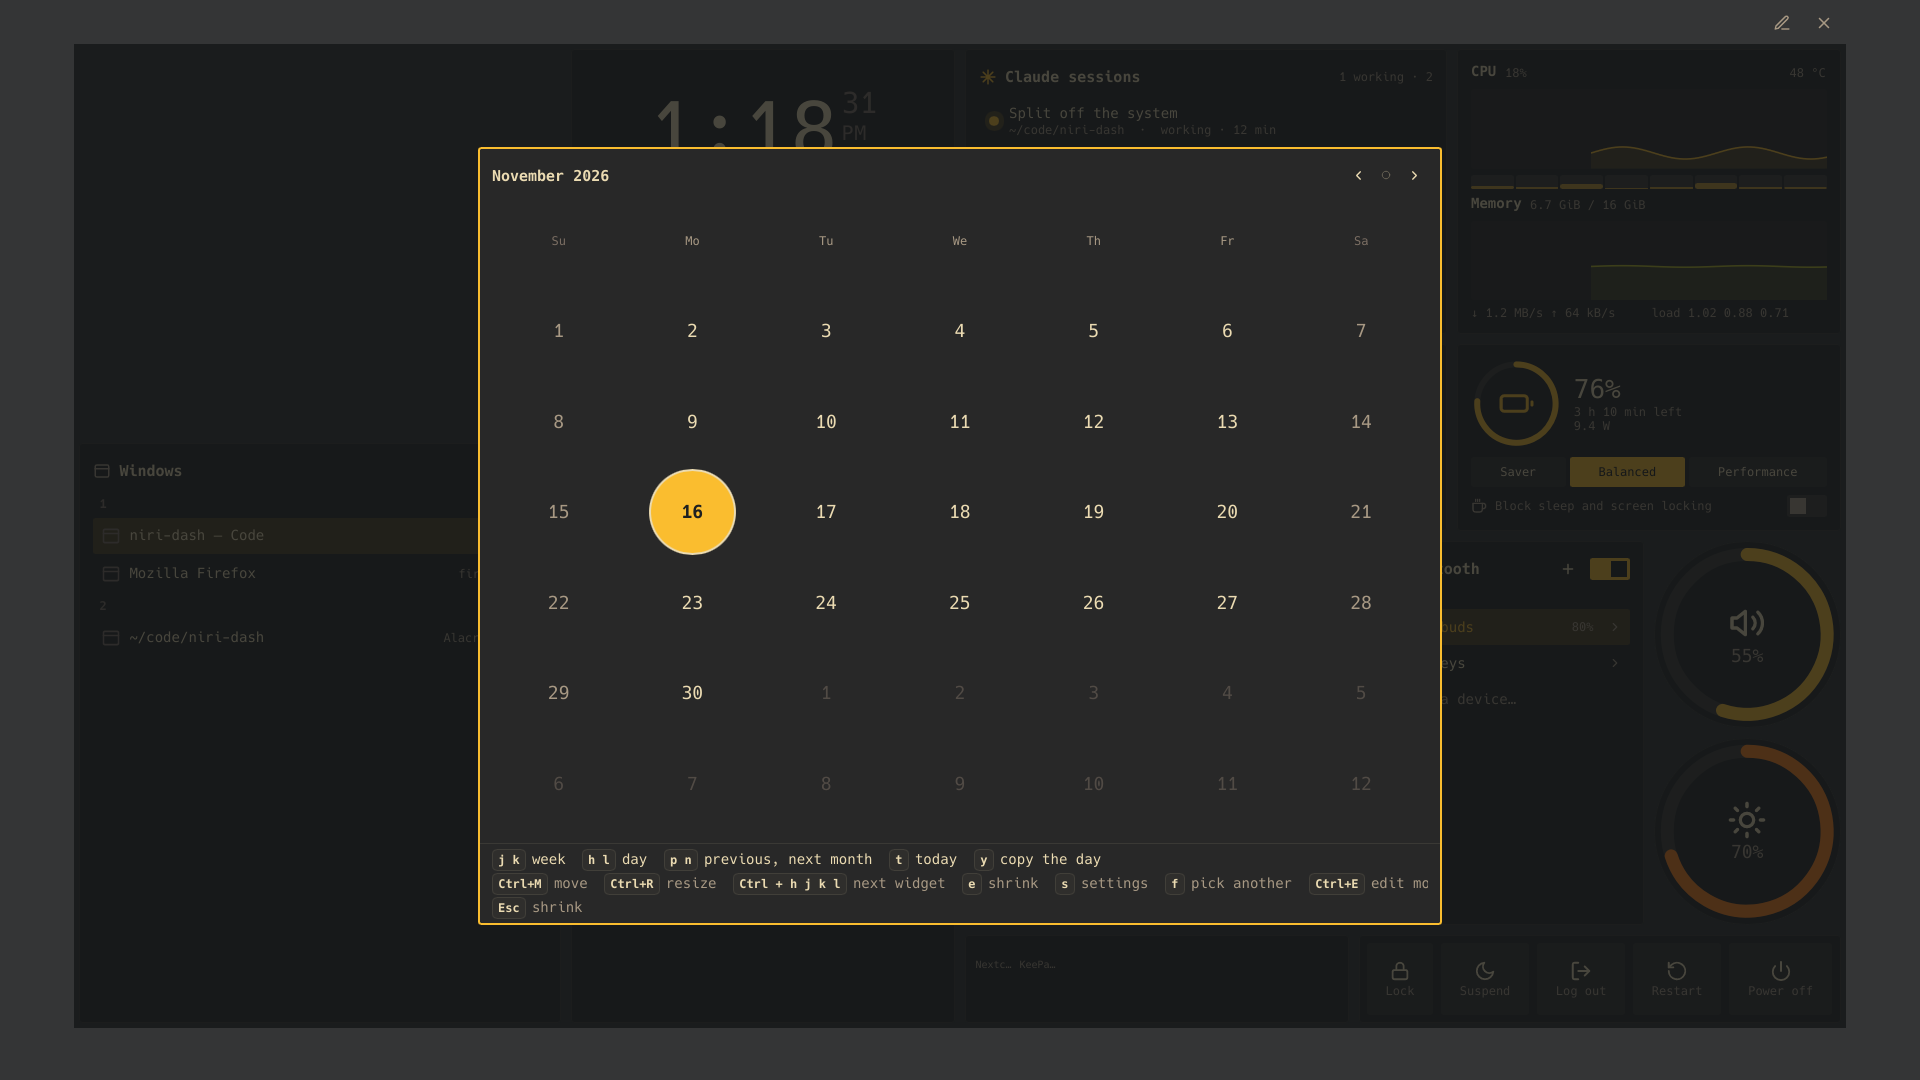 1:18 31 PM
Claude sessions 1 working · 2
Split off the system
~/code/niri-dash · working · 12 min
CPU 18% 48 °C
Memory 6.7 GiB / 16 GiB
↓ 1.2 MB/s ↑ 64 kB/s load 1.02 0.88 0.71
76%
3 h 10 min left
9.4 W
Saver Balanced Performance
Block sleep and screen locking
Windows
1
niri-dash — Code
Mozilla Firefox
2
~/code/niri-dash
November 2026
Su Mo Tu We Th Fr Sa
1 2 3 4 5 6 7
8 9 10 11 12 13 14
15 16 17 18 19 20 21
22 23 24 25 26 27 28
29 30 1 2 3 4 5
6 7 8 9 10 11 12
j k week h l day p n previous, next month t today y copy the day
Ctrl+M move Ctrl+R resize Ctrl + h j k l next widget e shrink s settings f pick another Ctrl+E edit mo
Esc shrink
ooth
80%
eys
a device…
55%
70%
Nextc… KeePa…
Lock Suspend Log out Restart Power off